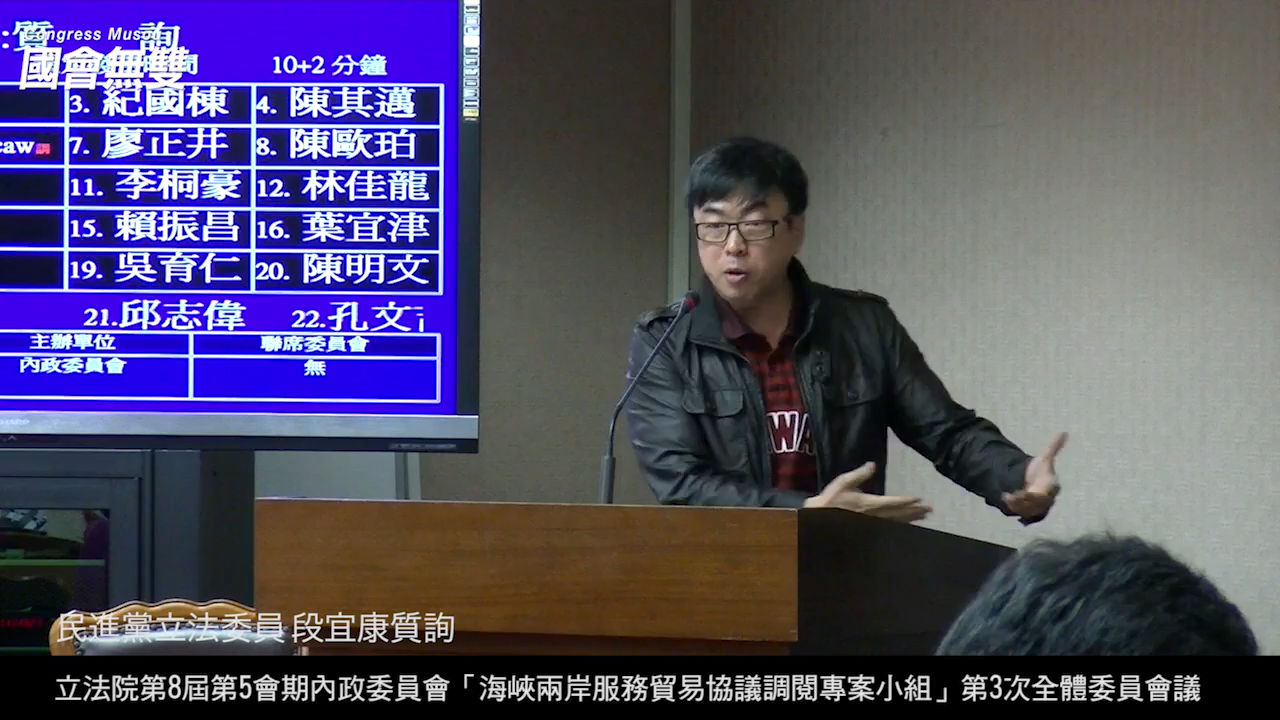 Congress Musou
國會無雙
:質 詢
10+2 分鐘
3. 紀國棟 4. 陳其邁
caw 7. 廖正井 8. 陳歐珀
11. 李桐豪 12. 林佳龍
15. 賴振昌 16. 葉宜津
19. 吳育仁 20. 陳明文
21.邱志偉 22.孔文
主辦單位 聯席委員會
內政委員會 無
WA
民進黨立法委員 段宜康質詢
立法院第8屆第5會期內政委員會「海峽兩岸服務貿易協議調閱專案小組」第3次全體委員會議